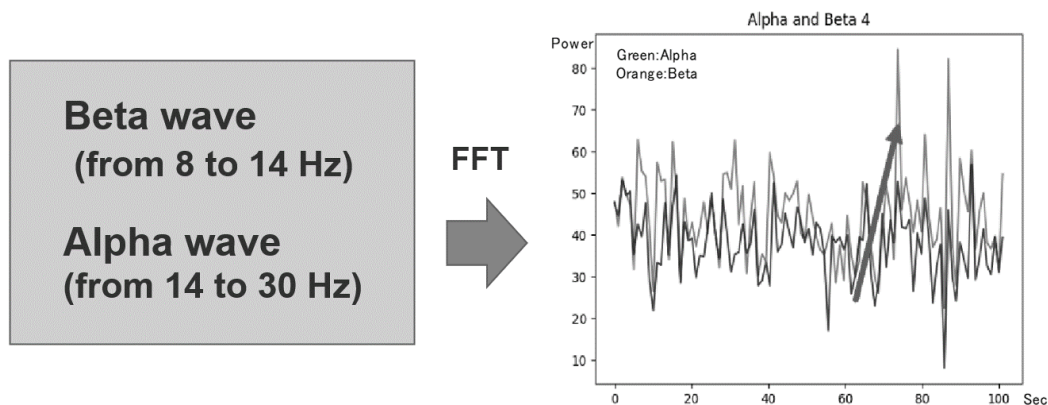 Beta wave
(from 8 to 14 Hz)
Alpha wave
(from 14 to 30 Hz)
FFT
Alpha and Beta 4
Power
Green:Alpha
Orange:Beta
80
70
60
50
40
30
20
10
0 20 40 60 80 100 Sec